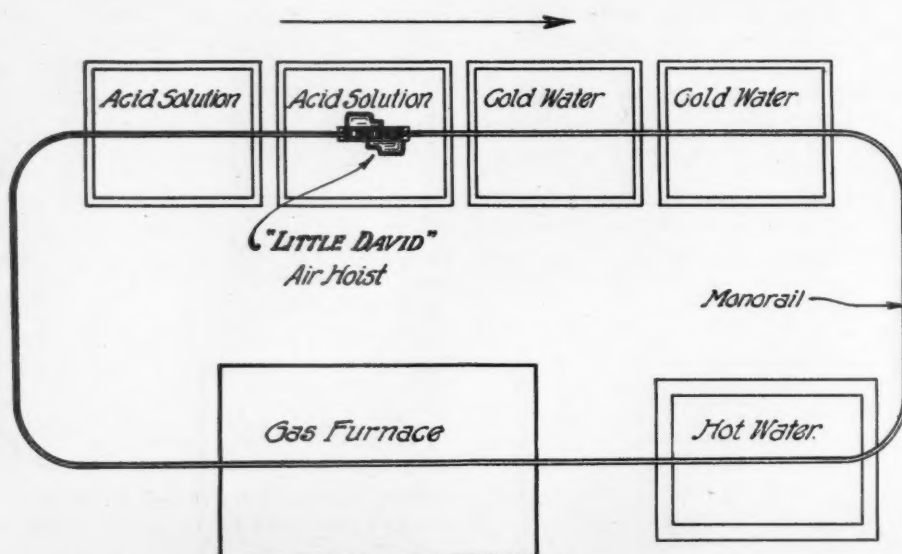 Acid Solution
Acid Solution
Cold Water
Cold Water
"LITTLE DAVID"
Air Hoist
Monorail
Gas Furnace
Hot Water.